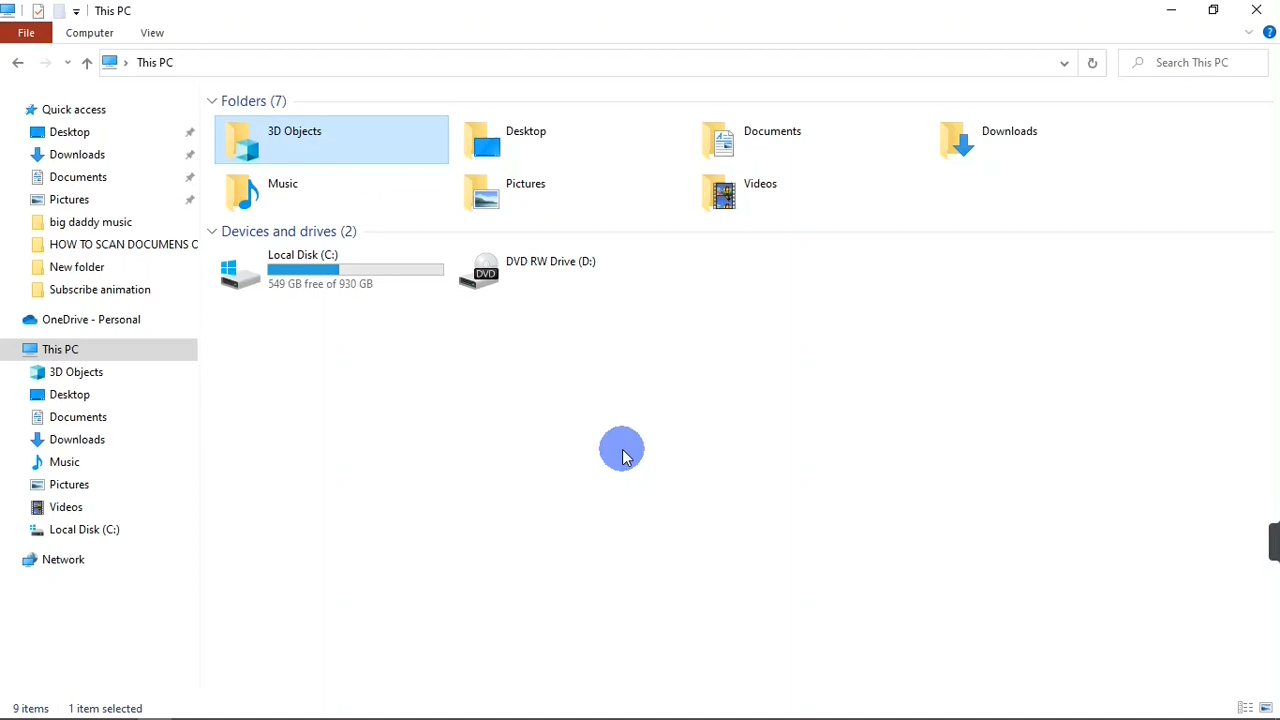 This PC
File Computer View
This PC
Search This PC
Quick access
Desktop
Downloads
Documents
Pictures
big daddy music
HOW TO SCAN DOCUMENS C
New folder
Subscribe animation
OneDrive - Personal
This PC
3D Objects
Desktop
Documents
Downloads
Music
Pictures
Videos
Local Disk (C:)
Network
Folders (7)
3D Objects
Desktop
Documents
Downloads
Music
Pictures
Videos
Devices and drives (2)
Local Disk (C:)
549 GB free of 930 GB
DVD
DVD RW Drive (D:)
9 items 1 item selected